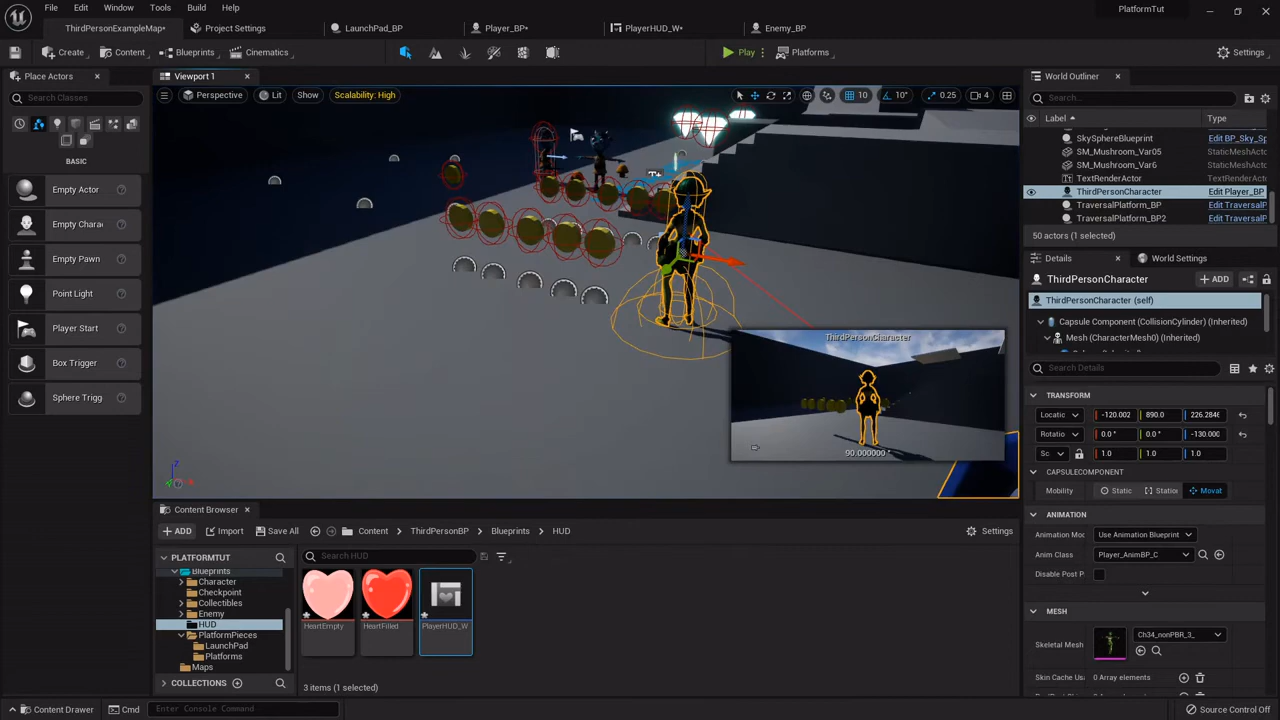 File Edit Window Tools Build Help
PlatformTut
ThirdPersonExampleMap* Project Settings LaunchPad_BP Player_BP* PlayerHUD_W* Enemy_BP
Create Content Blueprints Cinematics Play Platforms Settings
Place Actors
Search Classes
BASIC
Empty Actor
Empty Chara
Empty Pawn
Point Light
Player Start
Box Trigger
Sphere Trigg
Viewport 1
Perspective Lit Show Scalability: High 10 10° 0.25 4
ThirdPersonCharacter
90.000000 °
World Outliner
Search...
Label Type
SkySphereBlueprint Edit BP_Sky_Sp
SM_Mushroom_Var05 StaticMeshActor
SM_Mushroom_Var6 StaticMeshActor
TextRenderActor TextRenderActor
ThirdPersonCharacter Edit Player_BP
TraversalPlatform_BP Edit TraversalP
TraversalPlatform_BP2 Edit TraversalP
50 actors (1 selected)
Details World Settings
ThirdPersonCharacter ADD
ThirdPersonCharacter (self)
Capsule Component (CollisionCylinder) (Inherited)
Mesh (CharacterMesh0) (Inherited)
Search Details
TRANSFORM
Locatic -120.002 890.0 226.2846
Rotatio 0.0 ° 0.0 ° -130.000
Sc 1.0 1.0 1.0
CAPSULECOMPONENT
Mobility Static Station Movat
ANIMATION
Animation Mod Use Animation Blueprint
Anim Class Player_AnimBP_C
Disable Post P
MESH
Skeletal Mesh Ch34_nonPBR_3_
Skin Cache Usa 0 Array elements
Content Browser
ADD Import Save All Content ThirdPersonBP Blueprints HUD Settings
PLATFORMTUT
Blueprints
Character
Checkpoint
Collectibles
Enemy
HUD
PlatformPieces
LaunchPad
Platforms
Maps
COLLECTIONS
Search HUD
HeartEmpty HeartFilled PlayerHUD_W
3 items (1 selected)
Content Drawer Cmd Enter Console Command Source Control Off